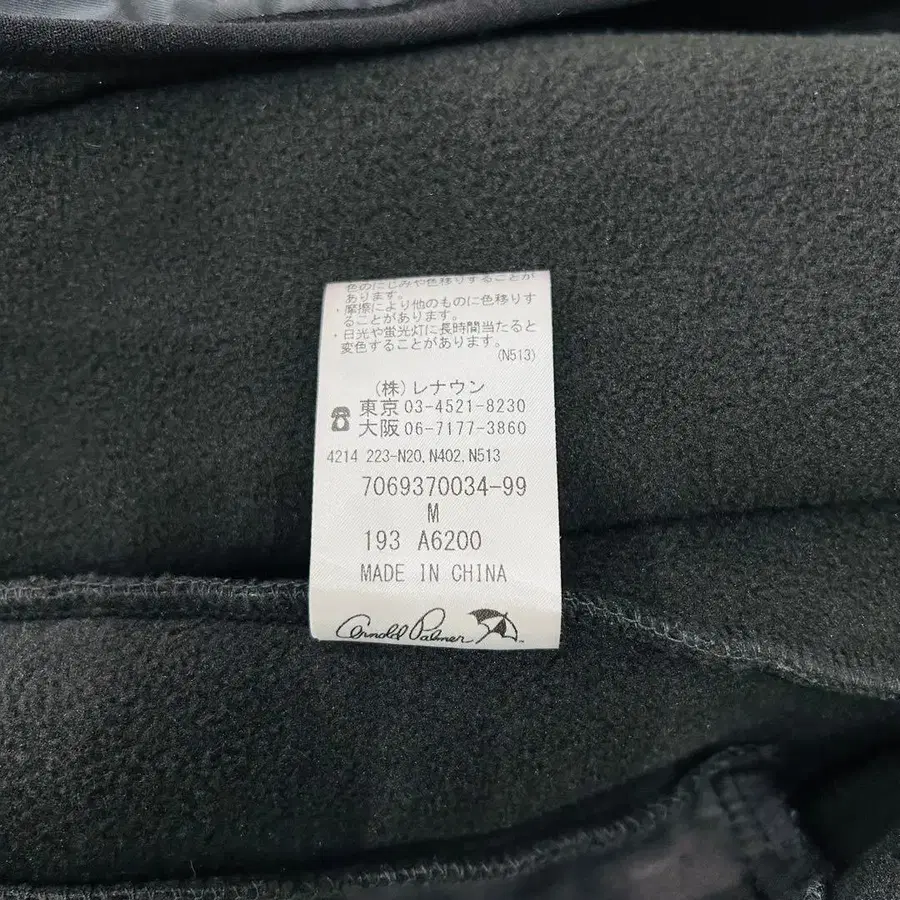 色のにじみや色移りすることが
あります。
・摩擦により他のものに色移りす
ることがあります。
・日光や蛍光灯に長時間当たると
変色することがあります。
(N513)
(株)レナウン
☎ 東京 03-4521-8230
大阪 06-7177-3860
4214 223-N20, N402, N513
7069370034-99
M
193 A6200
MADE IN CHINA
Arnold Palmer ™